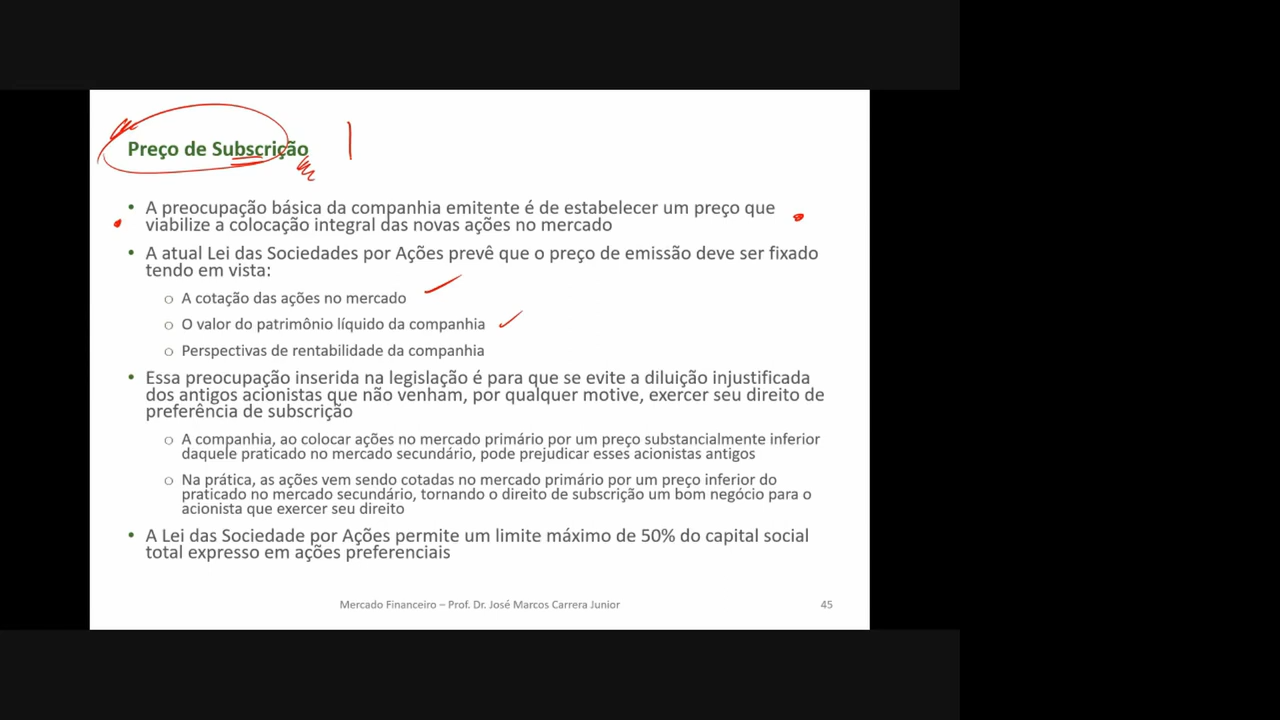 Preço de Subscrição
• A preocupação básica da companhia emitente é de estabelecer um preço que
viabilize a colocação integral das novas ações no mercado
• A atual Lei das Sociedades por Ações prevê que o preço de emissão deve ser fixado
tendo em vista:
○ A cotação das ações no mercado
○ O valor do patrimônio líquido da companhia
○ Perspectivas de rentabilidade da companhia
• Essa preocupação inserida na legislação é para que se evite a diluição injustificada
dos antigos acionistas que não venham, por qualquer motive, exercer seu direito de
preferência de subscrição
○ A companhia, ao colocar ações no mercado primário por um preço substancialmente inferior
daquele praticado no mercado secundário, pode prejudicar esses acionistas antigos
○ Na prática, as ações vem sendo cotadas no mercado primário por um preço inferior do
praticado no mercado secundário, tornando o direito de subscrição um bom negócio para o
acionista que exercer seu direito
• A Lei das Sociedade por Ações permite um limite máximo de 50% do capital social
total expresso em ações preferenciais
Mercado Financeiro – Prof. Dr. José Marcos Carrera Junior
45